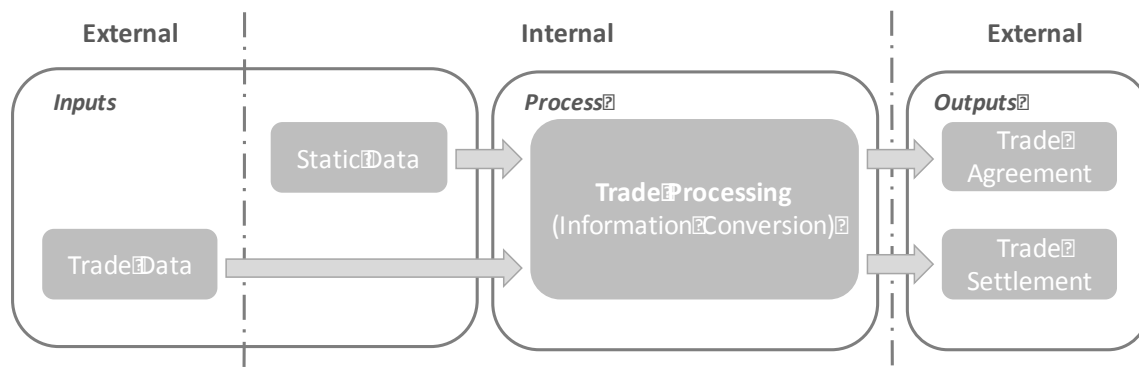 External
Internal
External
Inputs
Process⍰
Outputs⍰
Static⍰Data
Trade⍰
Agreement
Trade⍰Processing
(Information⍰Conversion)⍰
Trade⍰Data
Trade⍰
Settlement